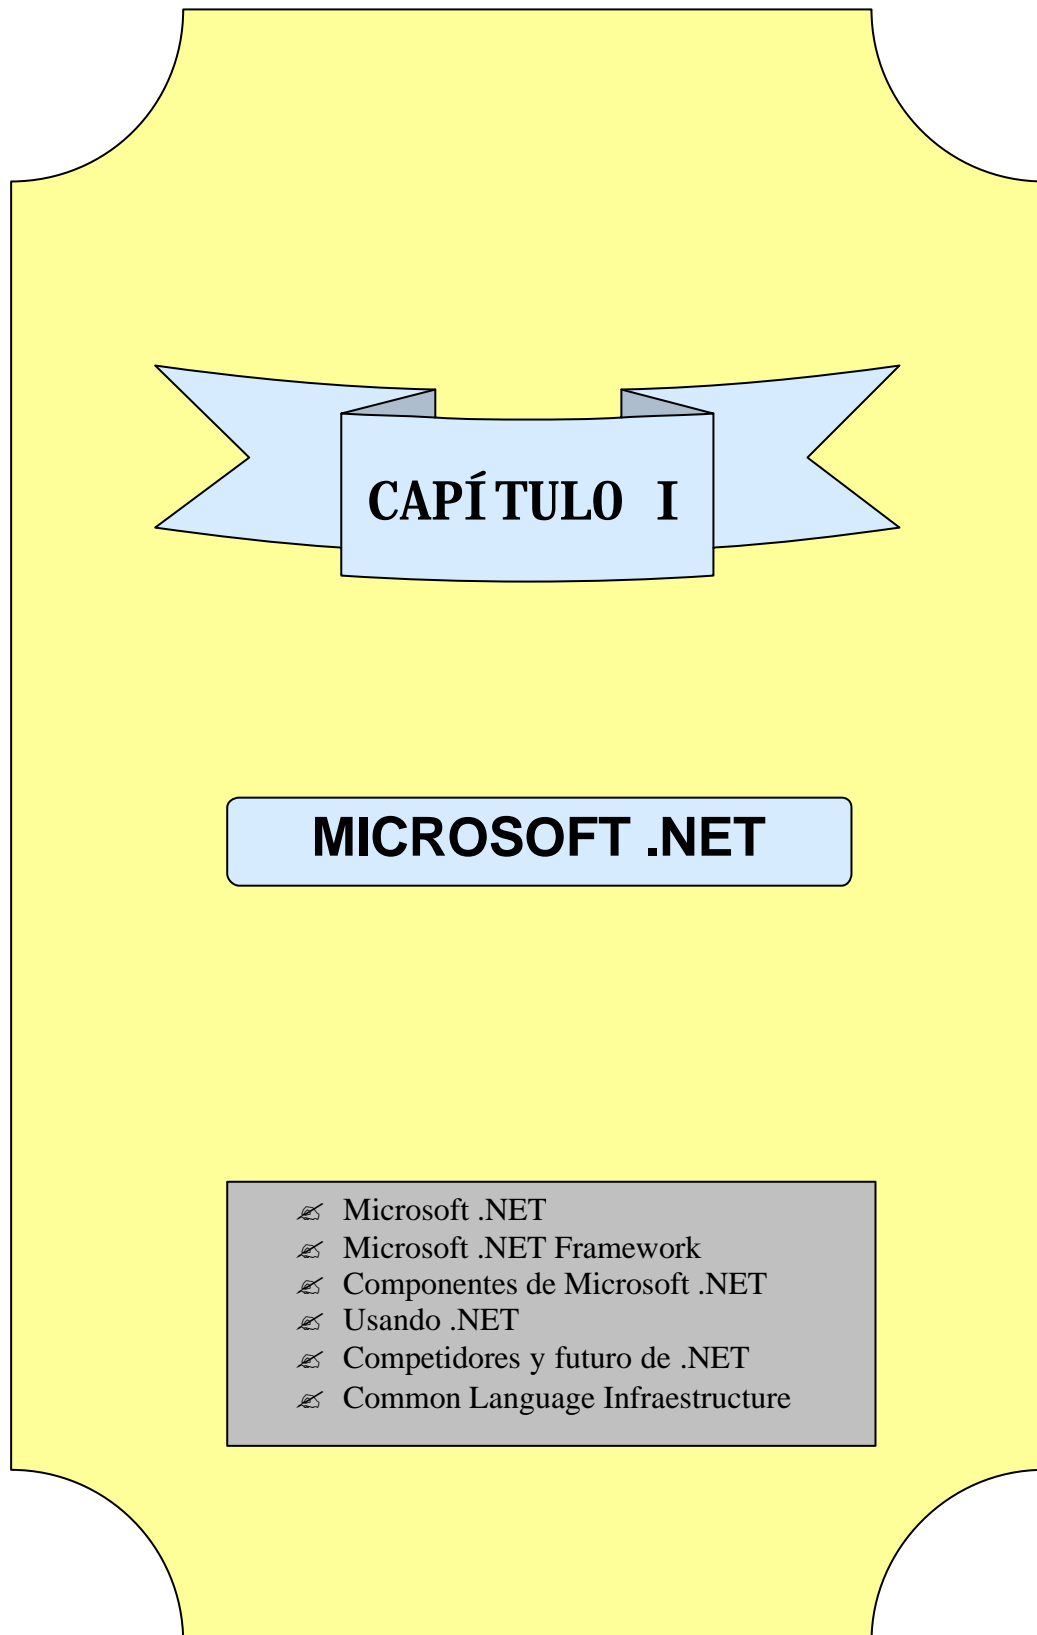 CAPÍTULO I
MICROSOFT .NET
Microsoft .NET
Microsoft .NET Framework
Componentes de Microsoft .NET
Usando .NET
Competidores y futuro de .NET
Common Language Infraestructure